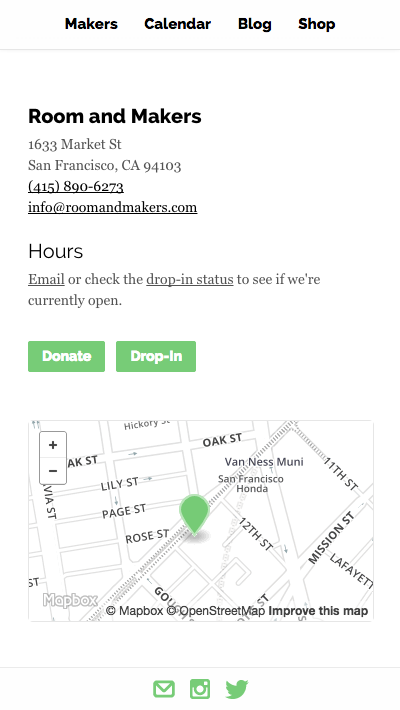 Makers Calendar Blog Shop
Room and Makers
1633 Market St
San Francisco, CA 94103
(415) 890-6273
info@roomandmakers.com
Hours
Email or check the drop-in status to see if we're
currently open.
Donate Drop-In
Hickory St
OAK ST
+
−
AK ST
Van Ness Muni
11TH ST
LILY ST
San Francisco
Honda
VIA ST
PAGE ST
12TH ST
MISSION ST
ROSE ST
LAFAYET
ST
GOU
ST
Mapbox
© Mapbox © OpenStreetMap Improve this map